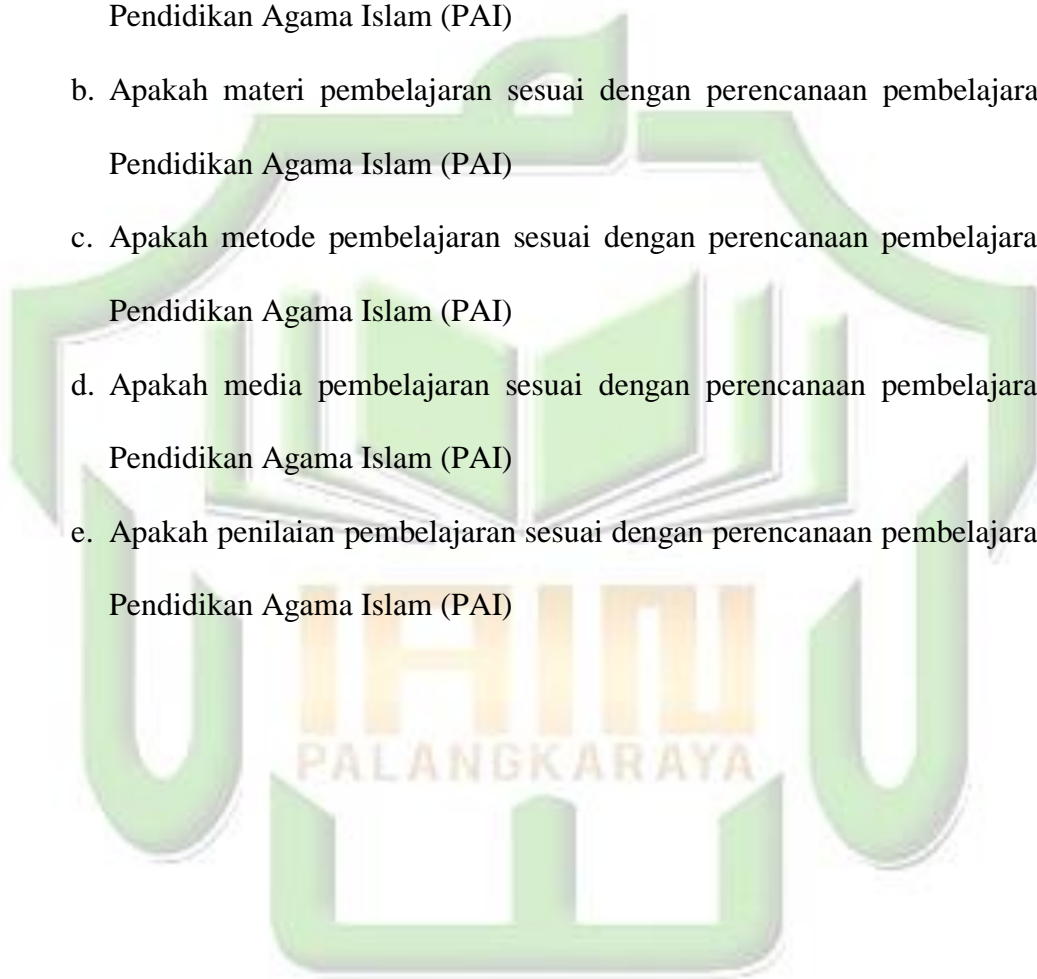 Pendidikan Agama Islam (PAI)
b. Apakah materi pembelajaran sesuai dengan perencanaan pembelajara
Pendidikan Agama Islam (PAI)
c. Apakah metode pembelajaran sesuai dengan perencanaan pembelajara
Pendidikan Agama Islam (PAI)
d. Apakah media pembelajaran sesuai dengan perencanaan pembelajara
Pendidikan Agama Islam (PAI)
e. Apakah penilaian pembelajaran sesuai dengan perencanaan pembelajara
Pendidikan Agama Islam (PAI)
IAIN
PALANGKARAYA